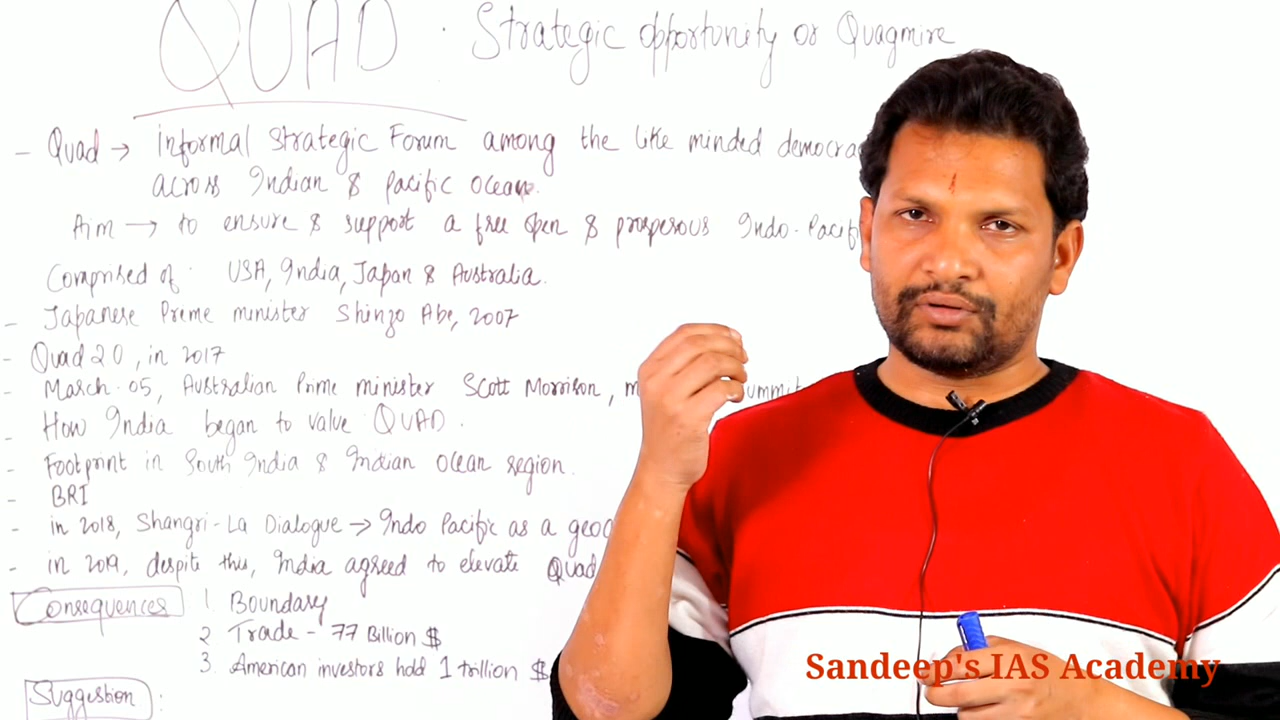 QUAD : Strategic opportunity or Quagmire
- Quad → Informal Strategic Forum among the like minded democra
across Indian & pacific Ocean.
Aim → to ensure & support a free open & prosperous Indo-Pacif
Comprised of: USA, India, Japan & Australia.
- Japanese Preme minister Shinzo Abe, 2007
- Quad 2.0, in 2017
- March 05, Australian Prime minister Scott Morrison, m ummit
- How India began to value QUAD.
- Footprint in South India & Indian Ocean region.
- BRI
- in 2018, Shangri-La Dialogue → Indo Pacific as a geog
- in 2019, despite this, India agreed to elevate Quad
Consequences 1. Boundary
2. Trade - 77 Billion $
3. American investors hold 1 trillion $
Suggestion :
Sandeep's IAS Academy